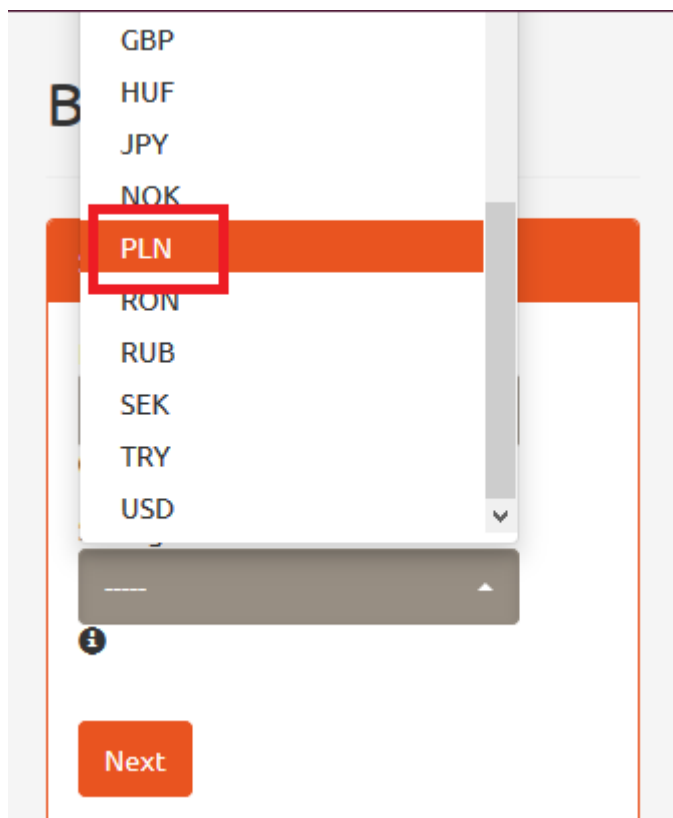 GBP
B
HUF
JPY
NOK
PLN
RON
RUB
SEK
TRY
USD
-----
Next